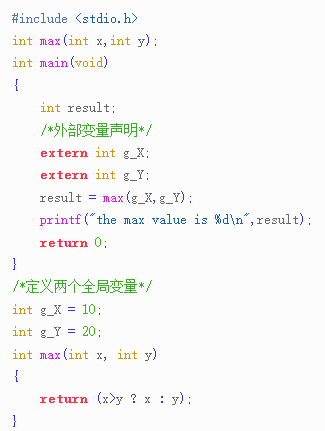 #include <stdio.h>
int max(int x,int y);
int main(void)
{
    int result;
    /*外部变量声明*/
    extern int g_X;
    extern int g_Y;
    result = max(g_X,g_Y);
    printf("the max value is %d\n",result);
    return 0;
}
/*定义两个全局变量*/
int g_X = 10;
int g_Y = 20;
int max(int x, int y)
{
    return (x>y ? x : y);
}